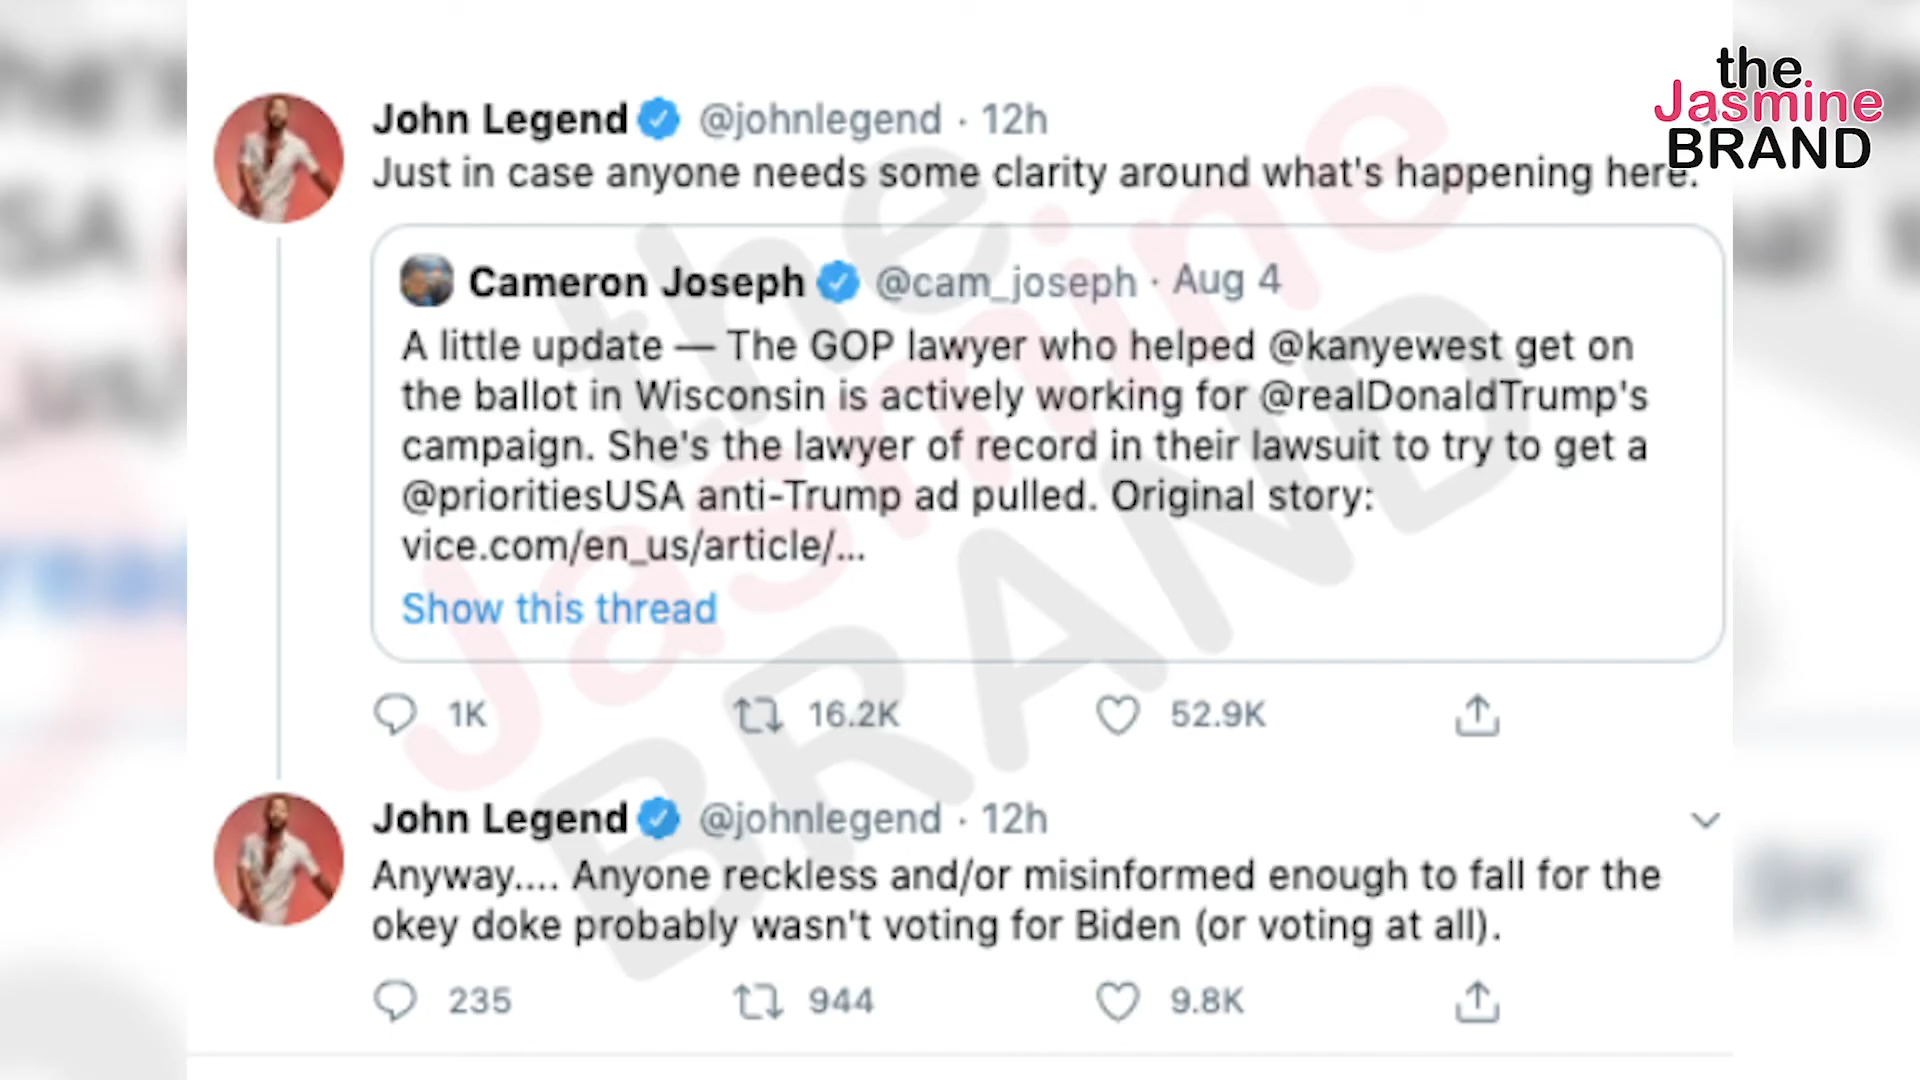 the
Jasmine
BRAND
John Legend @johnlegend · 12h
Just in case anyone needs some clarity around what's happening here.
Cameron Joseph @cam_joseph · Aug 4
A little update — The GOP lawyer who helped @kanyewest get on
the ballot in Wisconsin is actively working for @realDonaldTrump's
campaign. She's the lawyer of record in their lawsuit to try to get a
@prioritiesUSA anti-Trump ad pulled. Original story:
vice.com/en_us/article/...
Show this thread
1K 16.2K 52.9K
John Legend @johnlegend · 12h
Anyway.... Anyone reckless and/or misinformed enough to fall for the
okey doke probably wasn't voting for Biden (or voting at all).
235 944 9.8K
the
Jasmine
BRAND